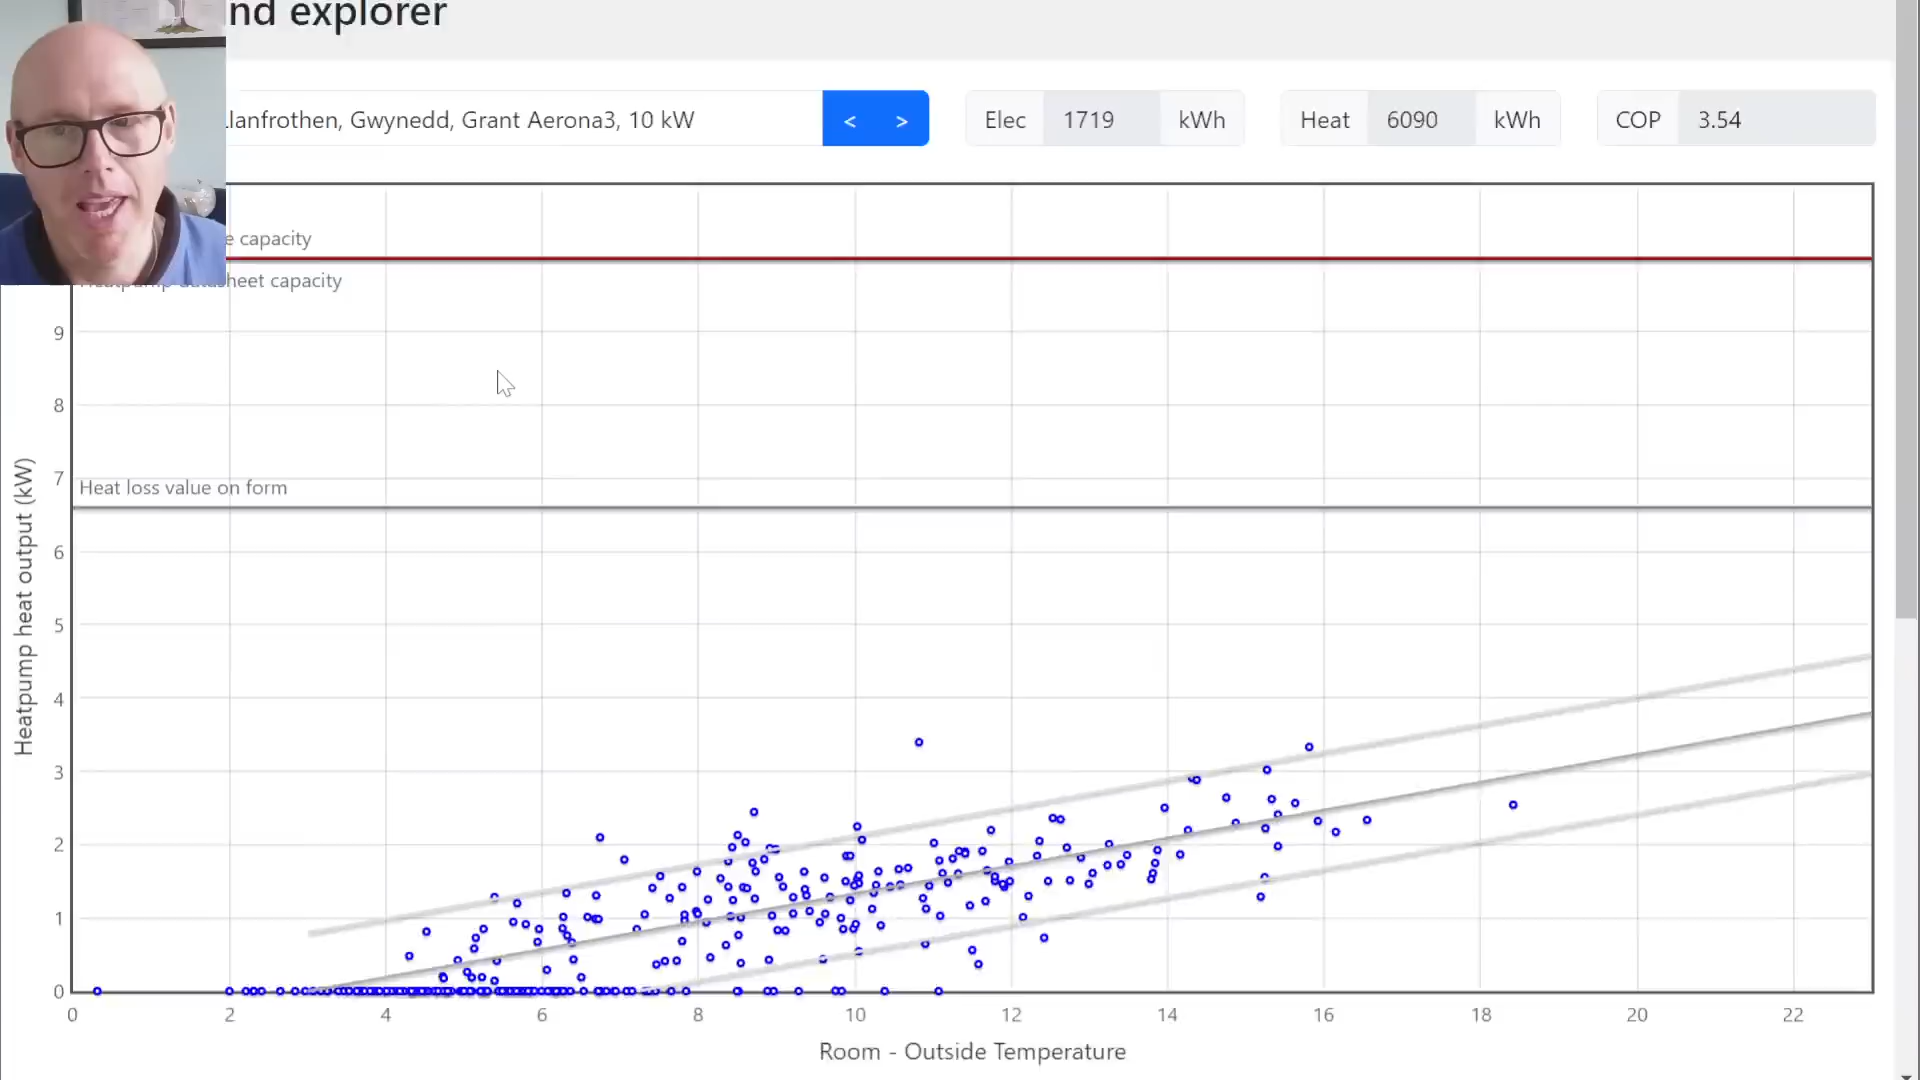 nd explorer
lanfrothen, Gwynedd, Grant Aerona3, 10 kW
< >
Elec 1719 kWh
Heat 6090 kWh
COP 3.54
capacity
sheet capacity
Heat loss value on form
Heatpump heat output (kW)
9
8
7
6
5
4
3
2
1
0
0 2 4 6 8 10 12 14 16 18 20 22
Room - Outside Temperature